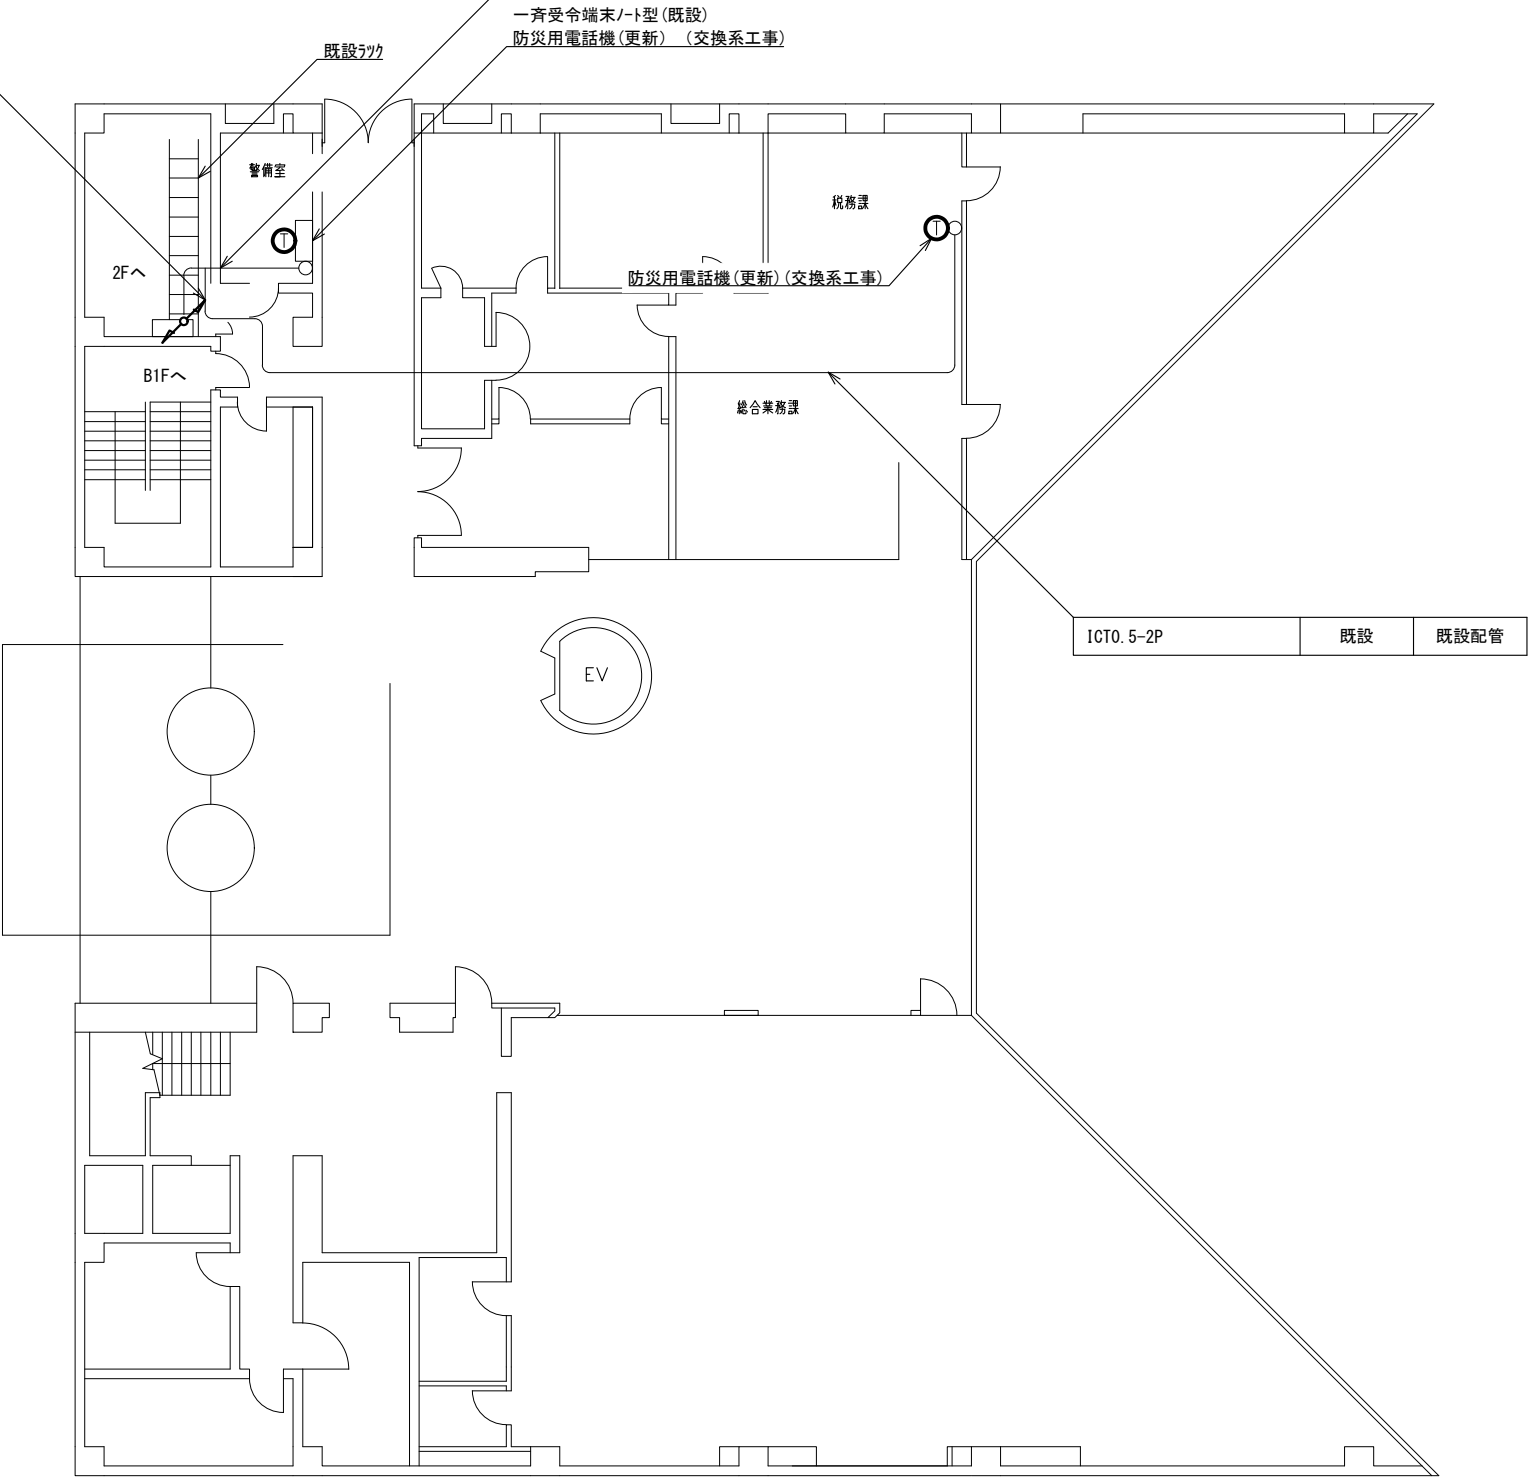 一斉受令端末ﾉｰﾄ型(既設)
防災用電話機(更新) (交換系工事)
既設ﾗｯｸ
警備室
税務課
T
T
2Fへ
防災用電話機(更新)(交換系工事)
B1Fへ
総合業務課
ICT0.5-2P 既設 既設配管
EV